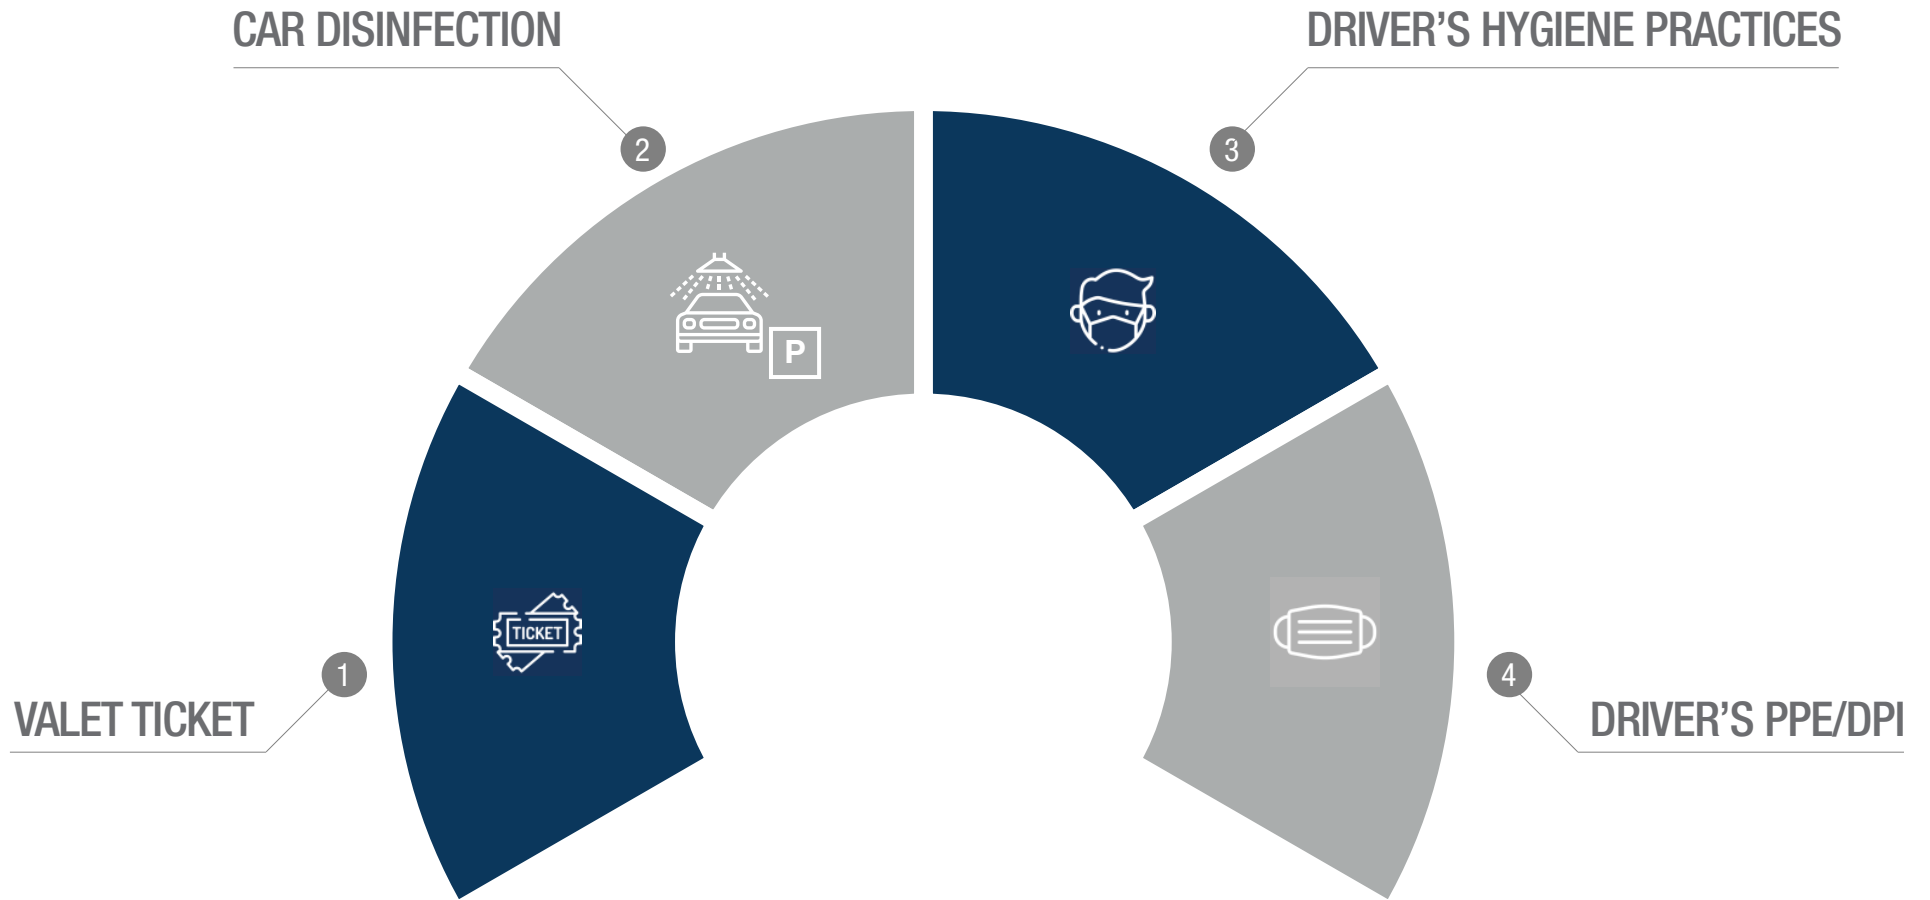 CAR DISINFECTION
2
DRIVER’S HYGIENE PRACTICES
3
P
TICKET
1
VALET TICKET
4
DRIVER’S PPE/DPI